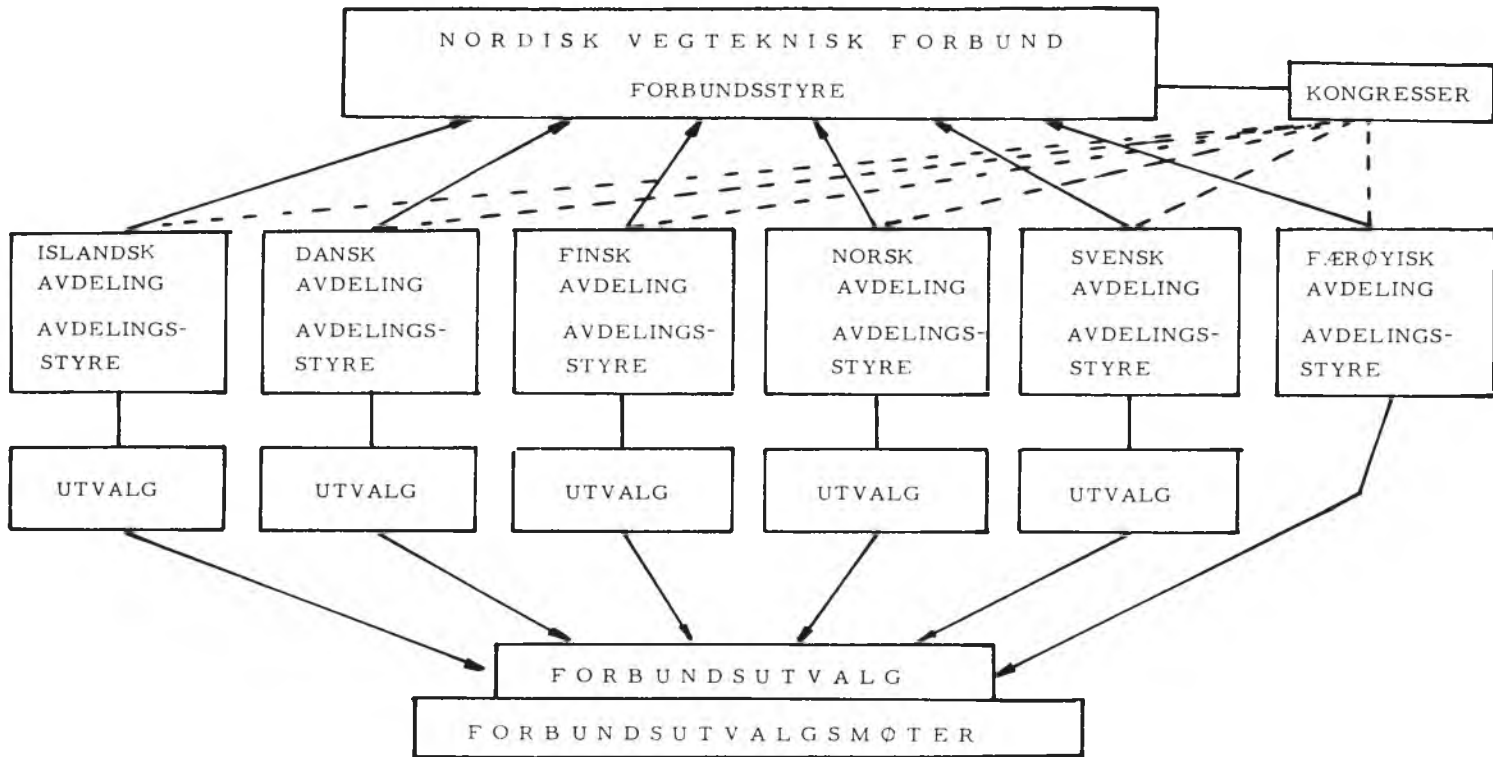 NORDISK VEGTEKNISK FORBUND
FORBUNDSSTYRE
KONGRESSER
ISLANDSK
AVDELING
AVDELINGS-
STYRE
DANSK
AVDELING
AVDELINGS-
STYRE
FINSK
AVDELING
AVDELINGS-
STYRE
NORSK
AVDELING
AVDELINGS-
STYRE
SVENSK
AVDELING
AVDELINGS-
STYRE
FÆRØYISK
AVDELING
AVDELINGS-
STYRE
UTVALG
UTVALG
UTVALG
UTVALG
UTVALG
FORBUNDSUTVALG
FORBUNDSUTVALGSMØTER